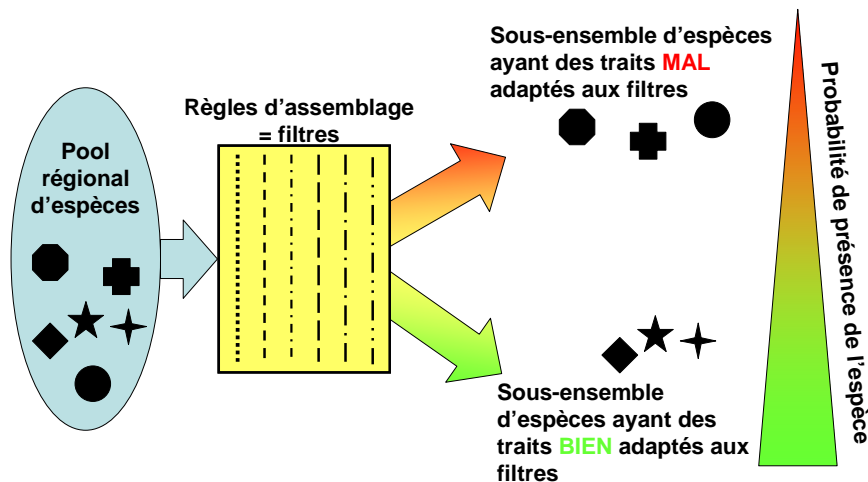 Pool
régional
d'espèces
Règles d'assemblage
= filtres
Sous-ensemble d'espèces
ayant des traits MAL
adaptés aux filtres
Sous-ensemble
d'espèces ayant des
traits BIEN adaptés aux
filtres
Probabilité de présence de l'espèce